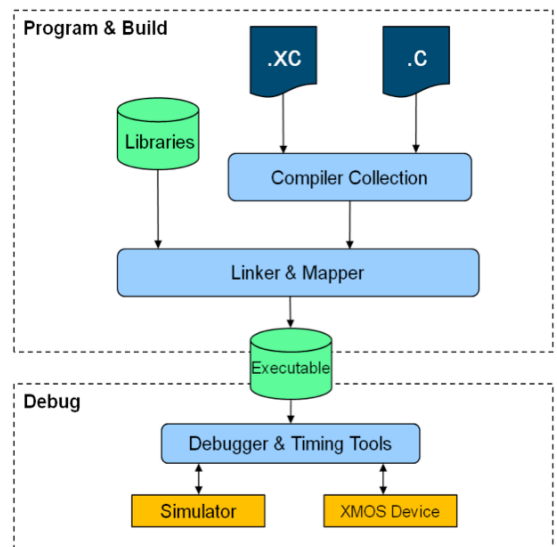 Program & Build
.XC
.C
Libraries
Compiler Collection
Linker & Mapper
Executable
Debug
Debugger & Timing Tools
Simulator
XMOS Device